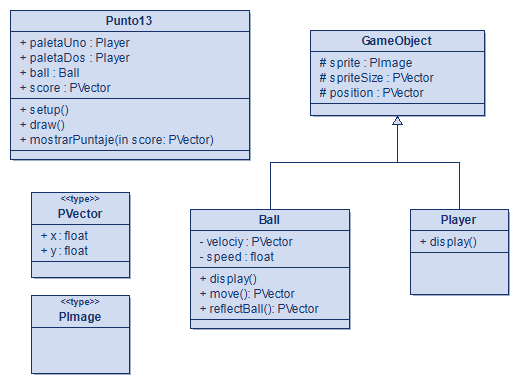 Punto13
+ paletaUno : Player
+ paletaDos : Player
+ ball : Ball
+ score : PVector
+ setup()
+ draw()
+ mostrarPuntaje(in score: PVector)
GameObject
# sprite : PImage
# spriteSize : PVector
# position : PVector
<<type>>
PVector
+ x : float
+ y : float
<<type>>
PImage
Ball
- velociy : PVector
- speed : float
+ display()
+ move(): PVector
+ reflectBall(): PVector
Player
+ display()